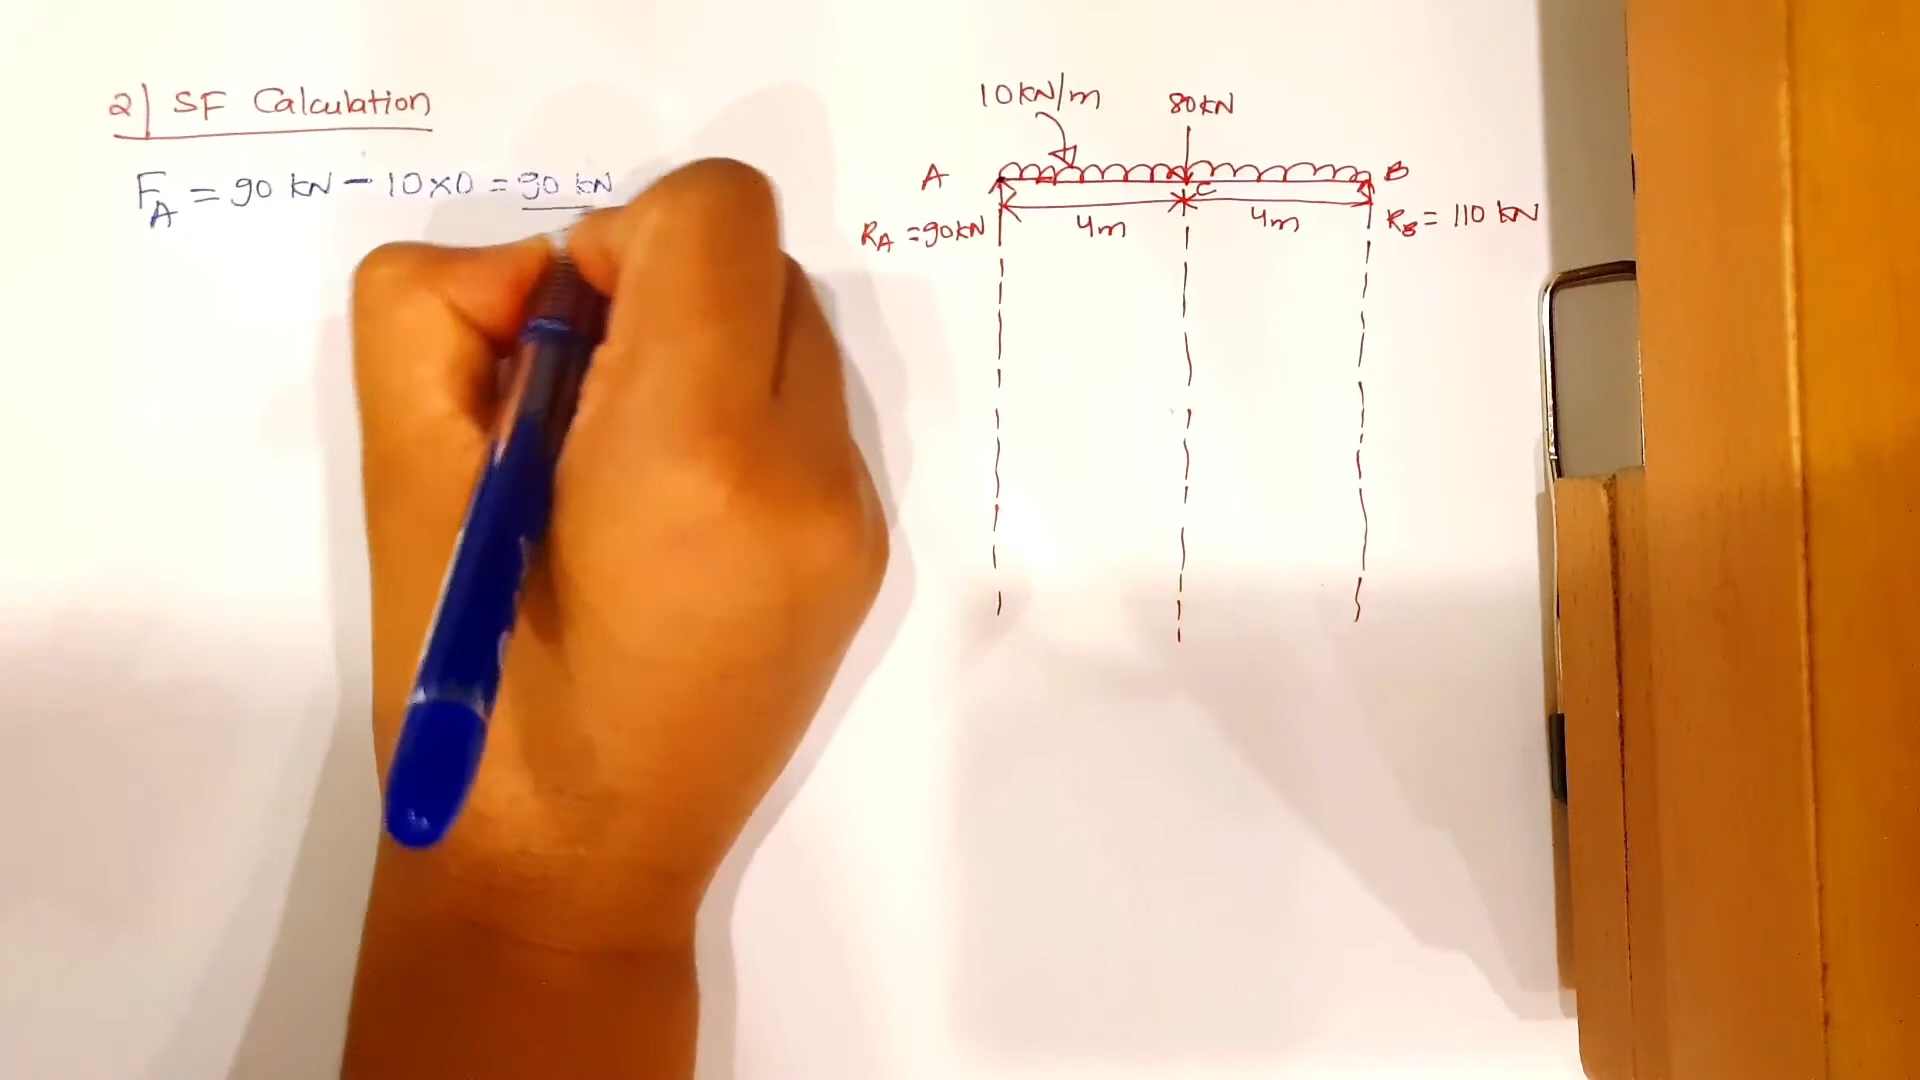 2) SF Calculation
F_A = 90 kN - 10×0 = 90 kN
10kN/m
80kN
A
B
C
4m
4m
R_A = 90kN
R_B = 110 kN